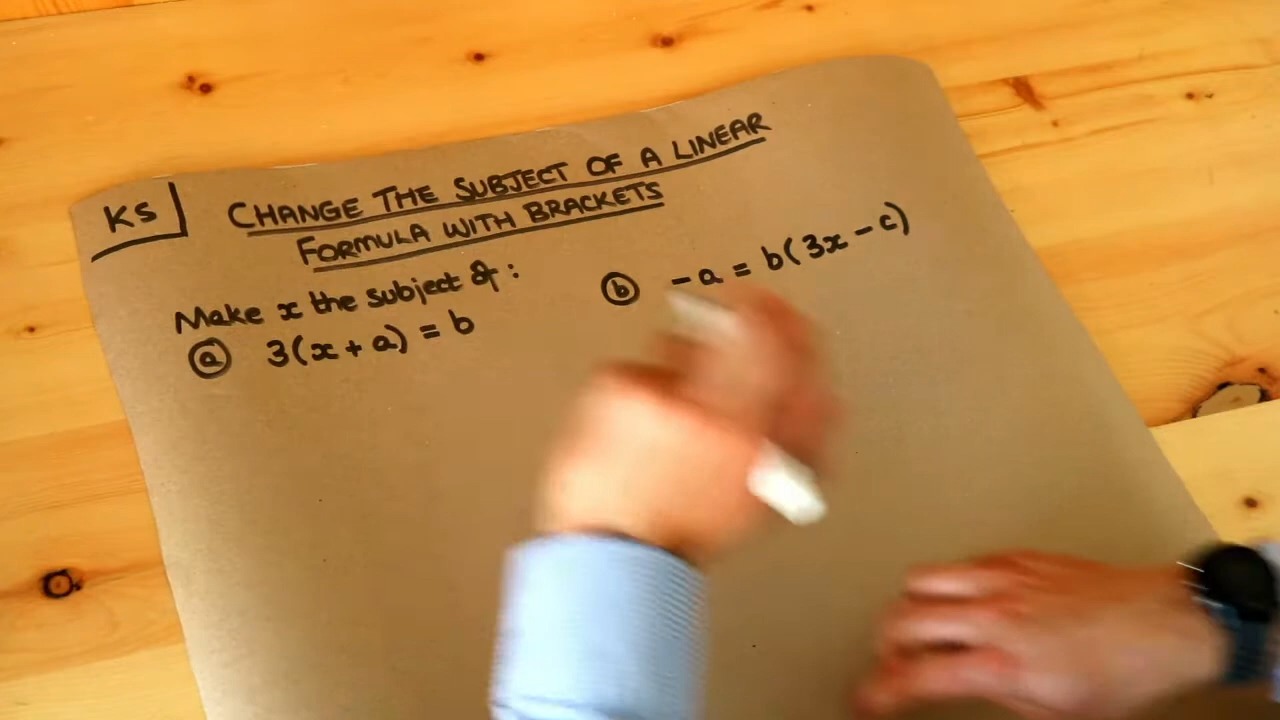 KS
CHANGE THE SUBJECT OF A LINEAR
FORMULA WITH BRACKETS
Make x the subject of:
ⓐ 3(x + a) = b
ⓑ -a = b(3x - c)